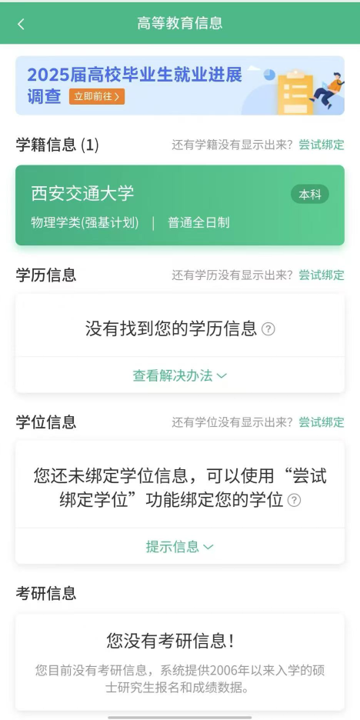 高等教育信息
2025届高校毕业生就业进展
调查 立即前往
学籍信息 (1) 还有学籍没有显示出来? 尝试绑定
西安交通大学 本科
物理学类(强基计划) | 普通全日制
学历信息 还有学历没有显示出来? 尝试绑定
没有找到您的学历信息 ?
查看解决办法
学位信息 还有学位没有显示出来? 尝试绑定
您还未绑定学位信息，可以使用“尝试
绑定学位”功能绑定您的学位 ?
提示信息
考研信息
您没有考研信息！
您目前没有考研信息，系统提供2006年以来入学的硕
士研究生报名和成绩数据。